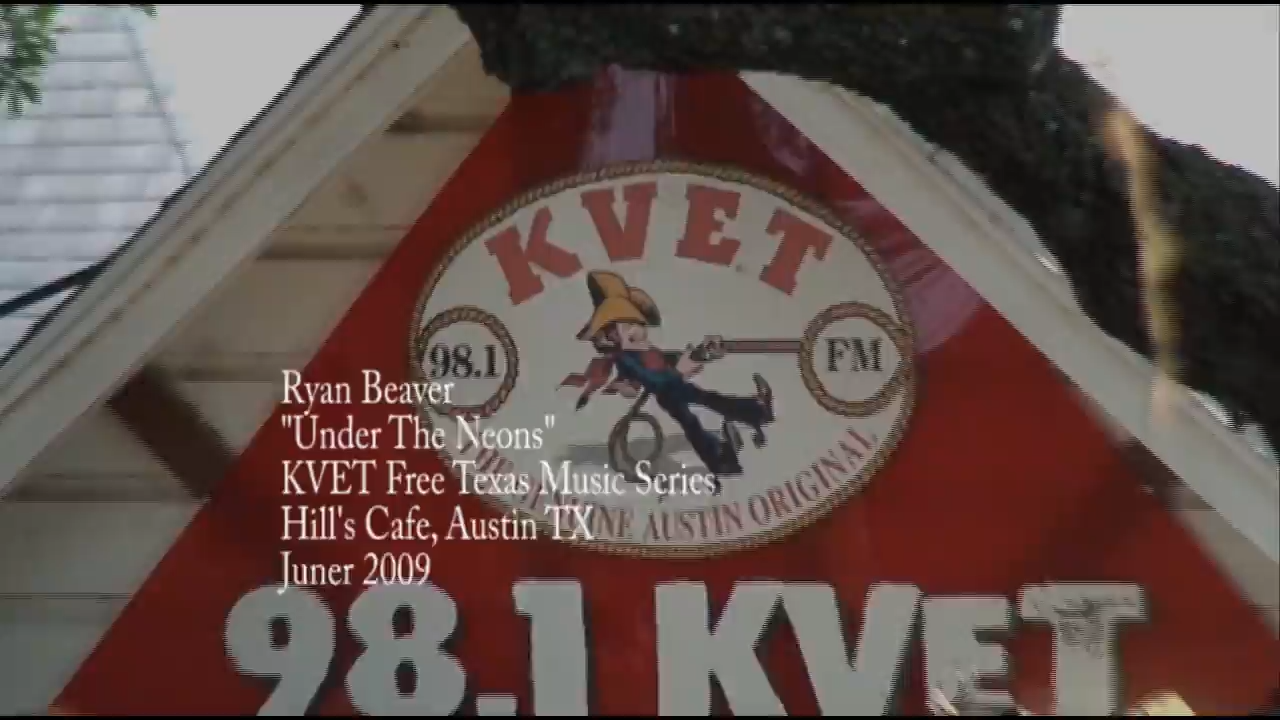 KVET
98.1
FM
Ryan Beaver
"Under The Neons"
KVET Free Texas Music Series
Hill's Cafe, Austin TX
AUSTIN ORIGINAL
Juner 2009
98.1 KVET